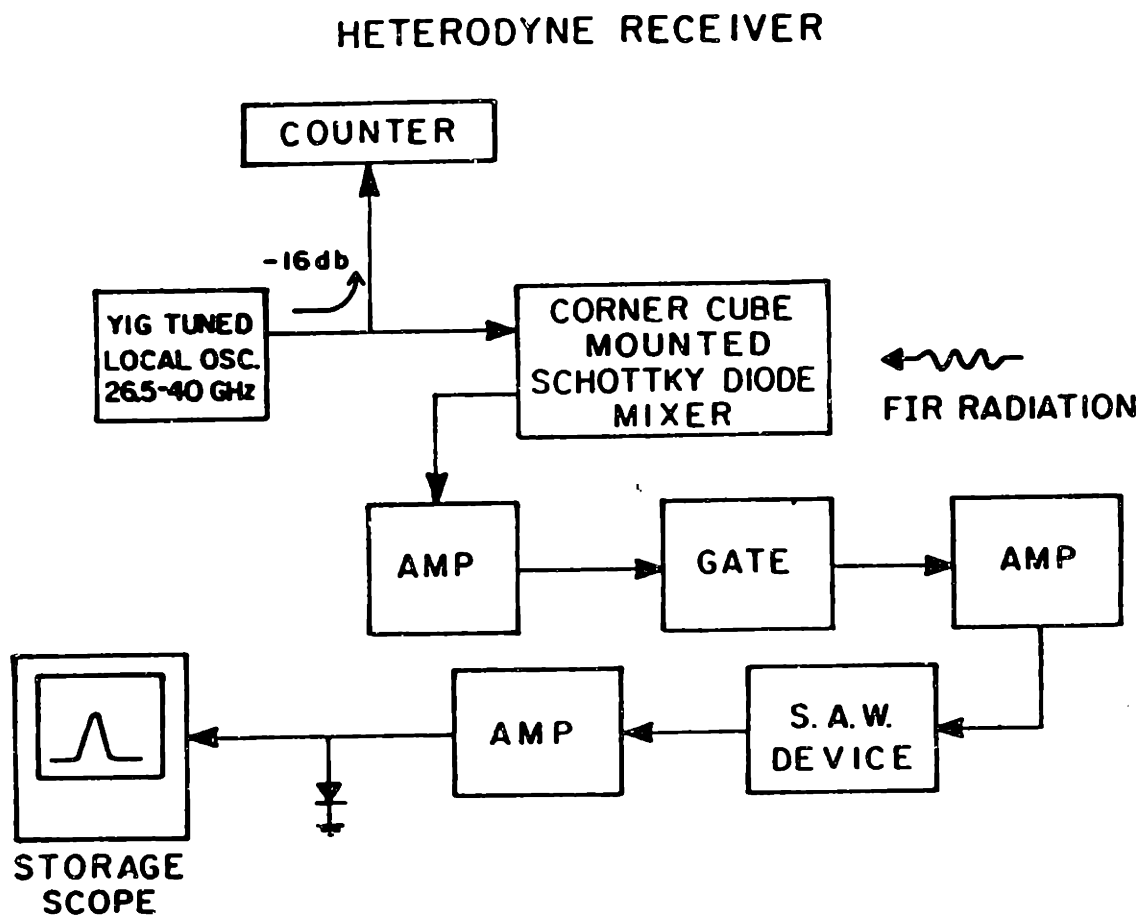 HETERODYNE RECEIVER
COUNTER
-16db
YIG TUNED
LOCAL OSC.
26.5-40 GHz
CORNER CUBE
MOUNTED
SCHOTTKY DIODE
MIXER
FIR RADIATION
AMP
GATE
AMP
S.A.W.
DEVICE
AMP
STORAGE
SCOPE